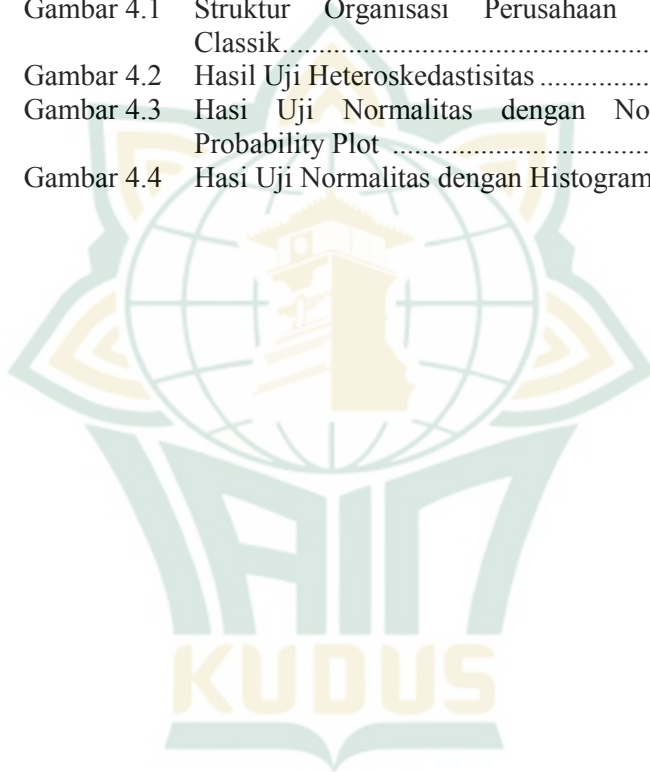 Gambar 4.1 Struktur Organisasi Perusahaan
Classik.......................................................
Gambar 4.2 Hasil Uji Heteroskedastisitas ..................
Gambar 4.3 Hasi Uji Normalitas dengan No
Probability Plot ......................................
Gambar 4.4 Hasi Uji Normalitas dengan Histogram
IAIN
KUDUS